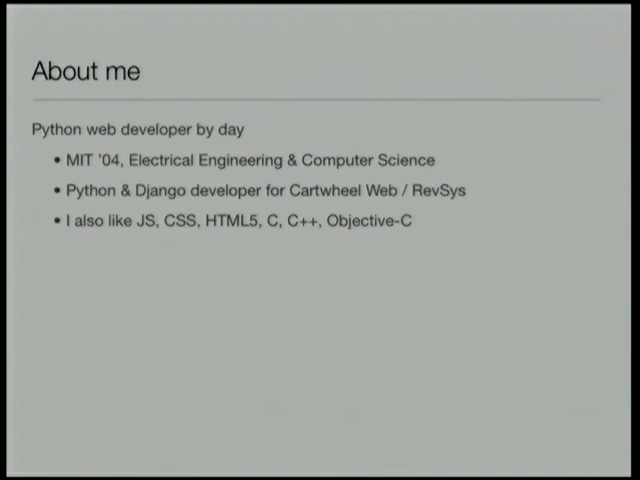 About me
Python web developer by day
• MIT '04, Electrical Engineering & Computer Science
• Python & Django developer for Cartwheel Web / RevSys
• I also like JS, CSS, HTML5, C, C++, Objective-C